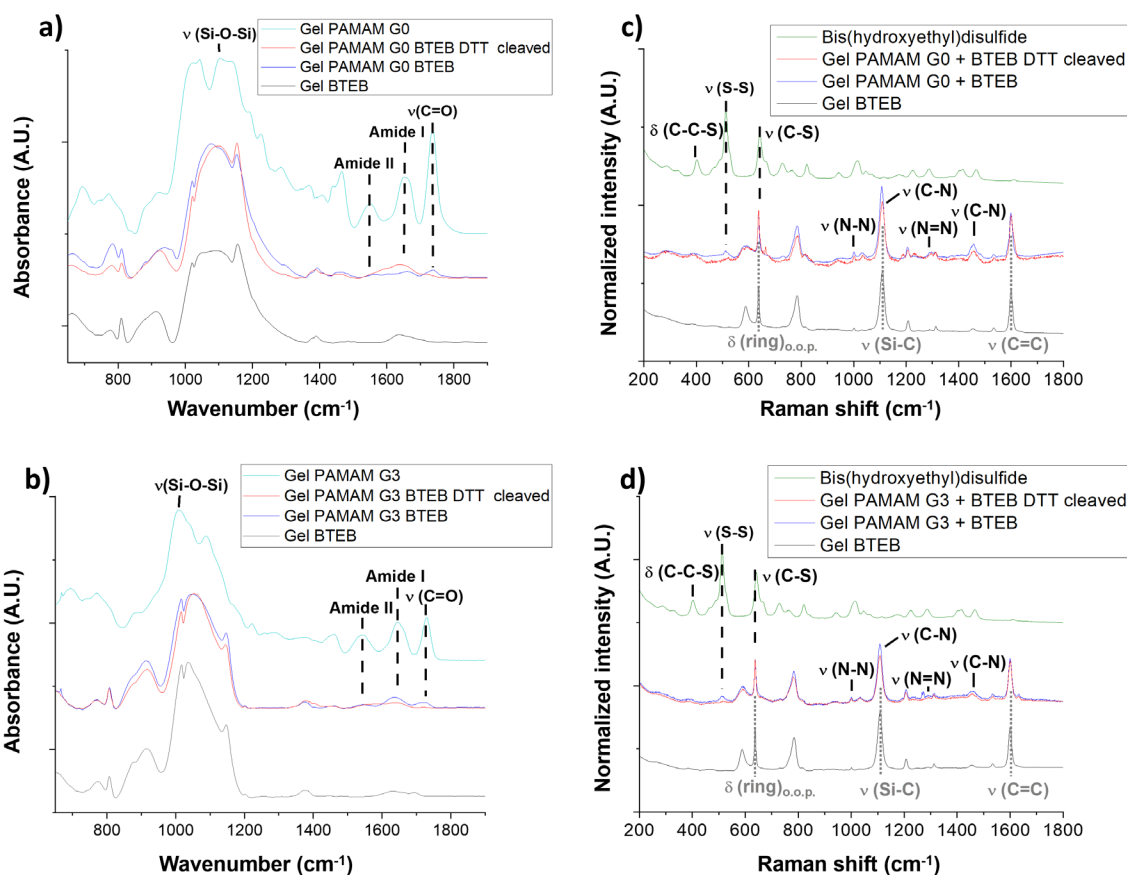 a)
ν (Si-O-Si)
Gel PAMAM G0
Gel PAMAM G0 BTEB DTT cleaved
Gel PAMAM G0 BTEB
Gel BTEB
ν(C=O)
Amide I
Amide II
Absorbance (A.U.)
800 1000 1200 1400 1600 1800
Wavenumber (cm⁻¹)
c)
Bis(hydroxyethyl)disulfide
Gel PAMAM G0 + BTEB DTT cleaved
Gel PAMAM G0 + BTEB
Gel BTEB
ν (S-S)
δ (C-C-S)
ν (C-S)
ν (C-N)
ν (N-N)
ν (N=N)
ν (C-N)
δ (ring)o.o.p.
ν (Si-C)
ν (C=C)
Normalized intensity (A.U.)
200 400 600 800 1000 1200 1400 1600 1800
Raman shift (cm⁻¹)
b)
ν(Si-O-Si)
Gel PAMAM G3
Gel PAMAM G3 BTEB DTT cleaved
Gel PAMAM G3 BTEB
Gel BTEB
Amide I
ν (C=O)
Amide II
Absorbance (A.U.)
800 1000 1200 1400 1600 1800
Wavenumber (cm⁻¹)
d)
Bis(hydroxyethyl)disulfide
Gel PAMAM G3 + BTEB DTT cleaved
Gel PAMAM G3 + BTEB
Gel BTEB
ν (S-S)
δ (C-C-S)
ν (C-S)
ν (C-N)
ν (N-N)
ν (N=N)
ν (C-N)
δ (ring)o.o.p.
ν (Si-C)
ν (C=C)
Normalized intensity (A.U.)
200 400 600 800 1000 1200 1400 1600 1800
Raman shift (cm⁻¹)